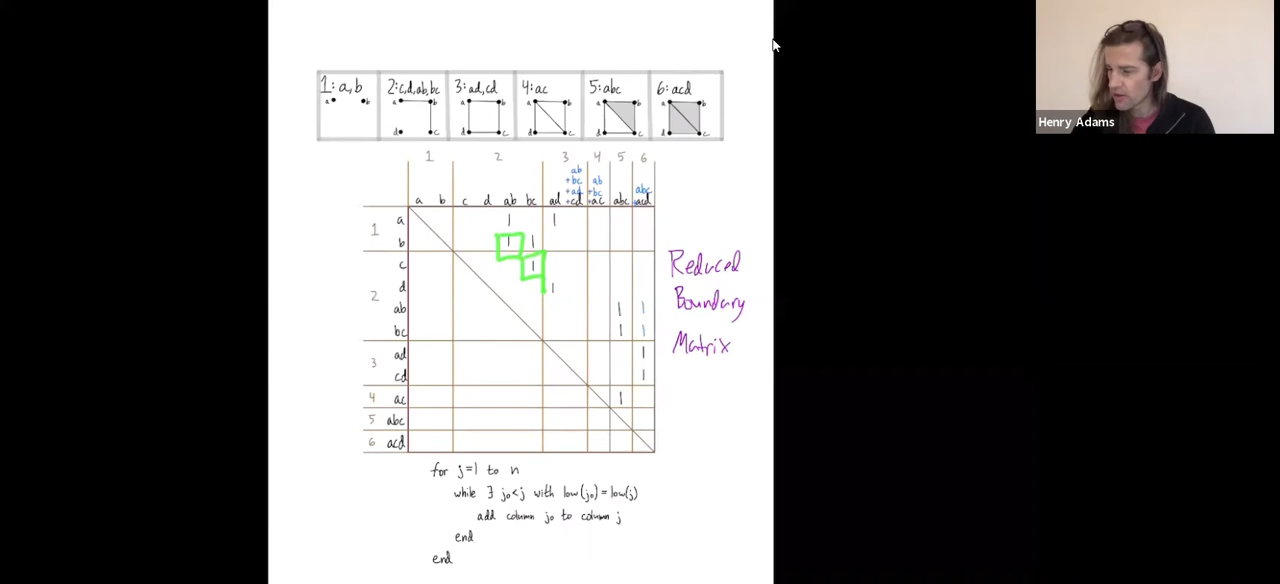 1: a,b 2: c,d,ab,bc 3: ad,cd 4: ac 5: abc 6: acd
a b a b a b a b a b a b
d c d c d c d c d c
Henry Adams
1 2 3 4 5 6
ab
+bc ab
+ad +bc abc
a b c d ab bc ad +cd +ac abc +acd
1 a 1 1
b 1 1
2 c 1
d 1
ab 1 1
bc 1 1
3 ad 1
cd 1
4 ac 1
5 abc
6 acd
Reduced
Boundary
Matrix
for j=1 to n
while ∃ j₀<j with low(j₀)=low(j)
add column j₀ to column j
end
end